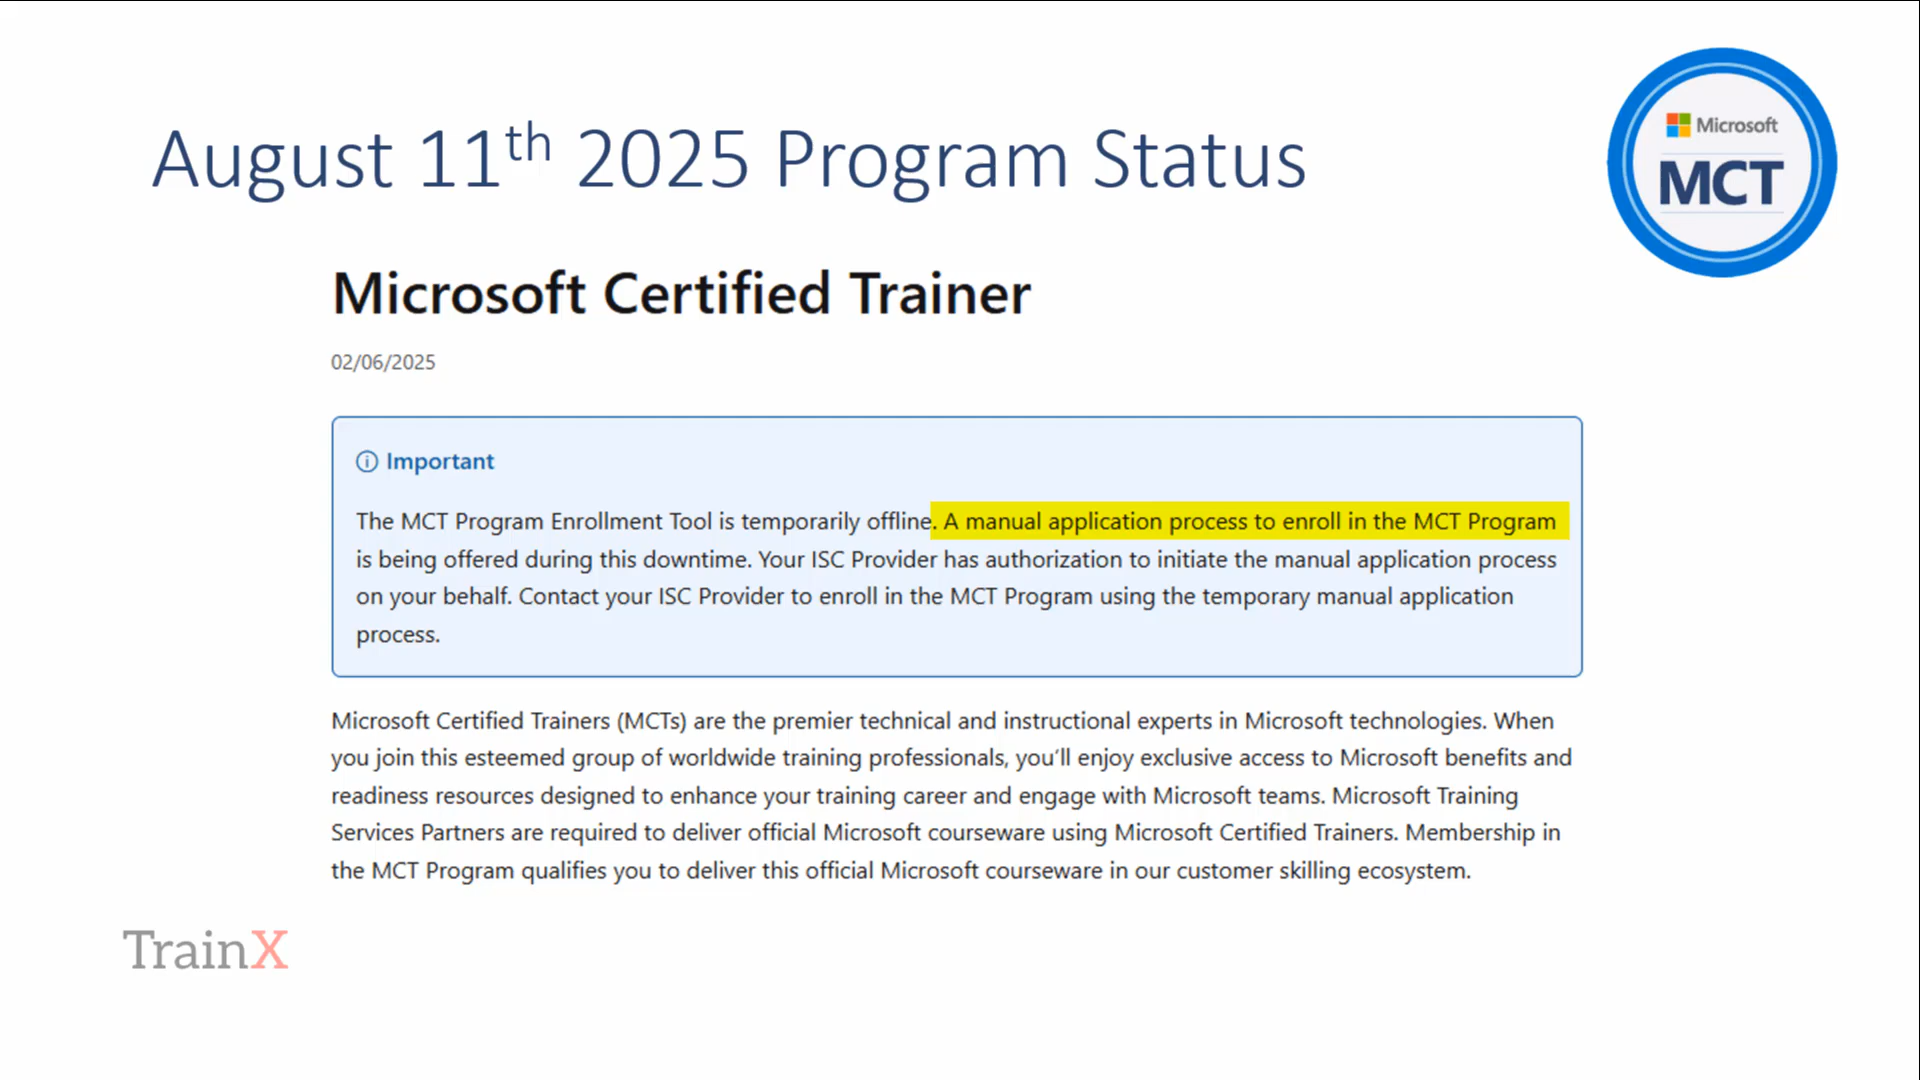 August 11th 2025 Program Status
Microsoft
MCT
Microsoft Certified Trainer
02/06/2025
Important
The MCT Program Enrollment Tool is temporarily offline. A manual application process to enroll in the MCT Program
is being offered during this downtime. Your ISC Provider has authorization to initiate the manual application process
on your behalf. Contact your ISC Provider to enroll in the MCT Program using the temporary manual application
process.
Microsoft Certified Trainers (MCTs) are the premier technical and instructional experts in Microsoft technologies. When
you join this esteemed group of worldwide training professionals, you'll enjoy exclusive access to Microsoft benefits and
readiness resources designed to enhance your training career and engage with Microsoft teams. Microsoft Training
Services Partners are required to deliver official Microsoft courseware using Microsoft Certified Trainers. Membership in
the MCT Program qualifies you to deliver this official Microsoft courseware in our customer skilling ecosystem.
TrainX